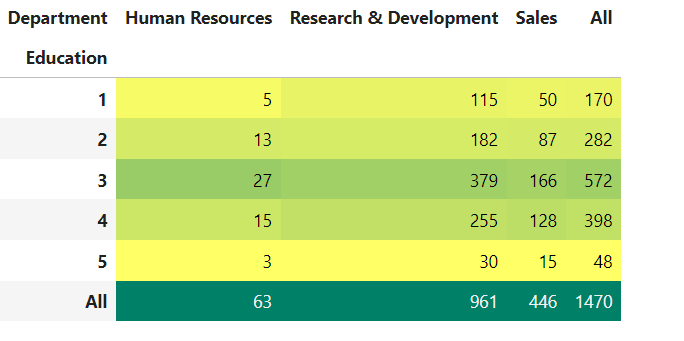 Department Human Resources Research & Development Sales All
Education
1 5 115 50 170
2 13 182 87 282
3 27 379 166 572
4 15 255 128 398
5 3 30 15 48
All 63 961 446 1470